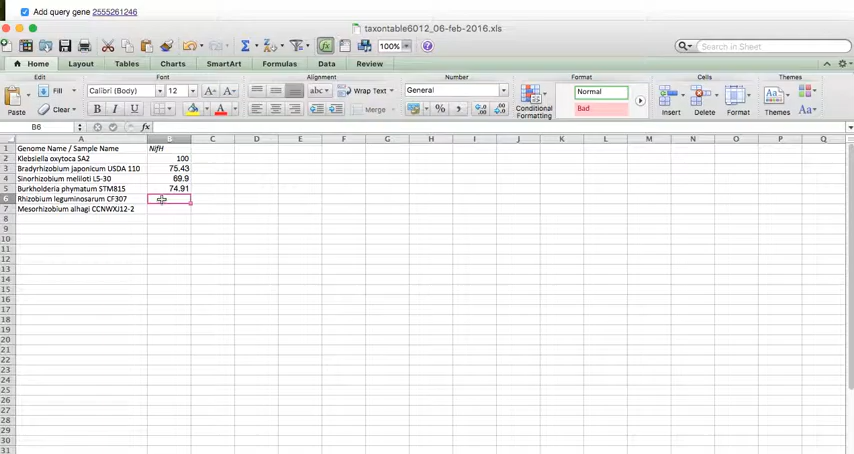 Add query gene 2555261246
taxontable6012_06-feb-2016.xls
100%
Search in Sheet
Home Layout Tables Charts SmartArt Formulas Data Review
Edit Font Alignment Number Format Cells Themes
Fill Calibri (Body) 12 A A abc Wrap Text General Normal
Paste Clear B I U A Merge % Conditional Formatting Bad Insert Delete Format Themes Aa
B6 fx
A B C D E F G H I J K L M N O P Q
1 Genome Name / Sample Name NifH
2 Klebsiella oxytoca SA2 100
3 Bradyrhizobium japonicum USDA 110 75.43
4 Sinorhizobium meliloti L5-30 69.9
5 Burkholderia phymatum STM815 74.91
6 Rhizobium leguminosarum CF307
7 Mesorhizobium alhagi CCNWXJ12-2
8
9
10
11
12
13
14
15
16
17
18
19
20
21
22
23
24
25
26
27
28
29
30
31